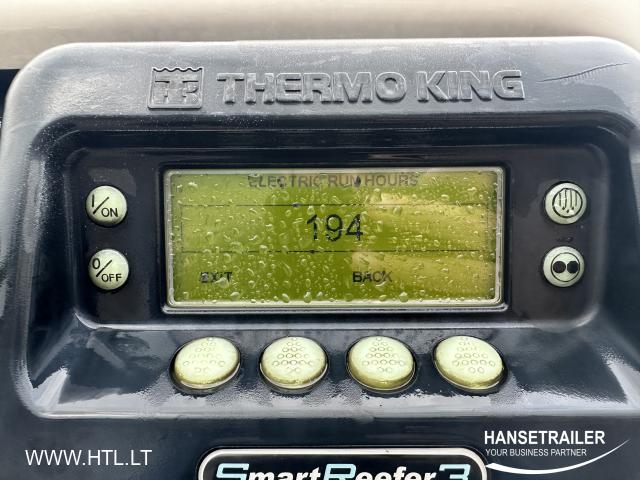 THERMO KING
ELECTRIC RUN HOURS
I/ON
194
O/OFF
EXIT BACK
HANSETRAILER
YOUR BUSINESS PARTNER
WWW.HTL.LT
SmartReefer3